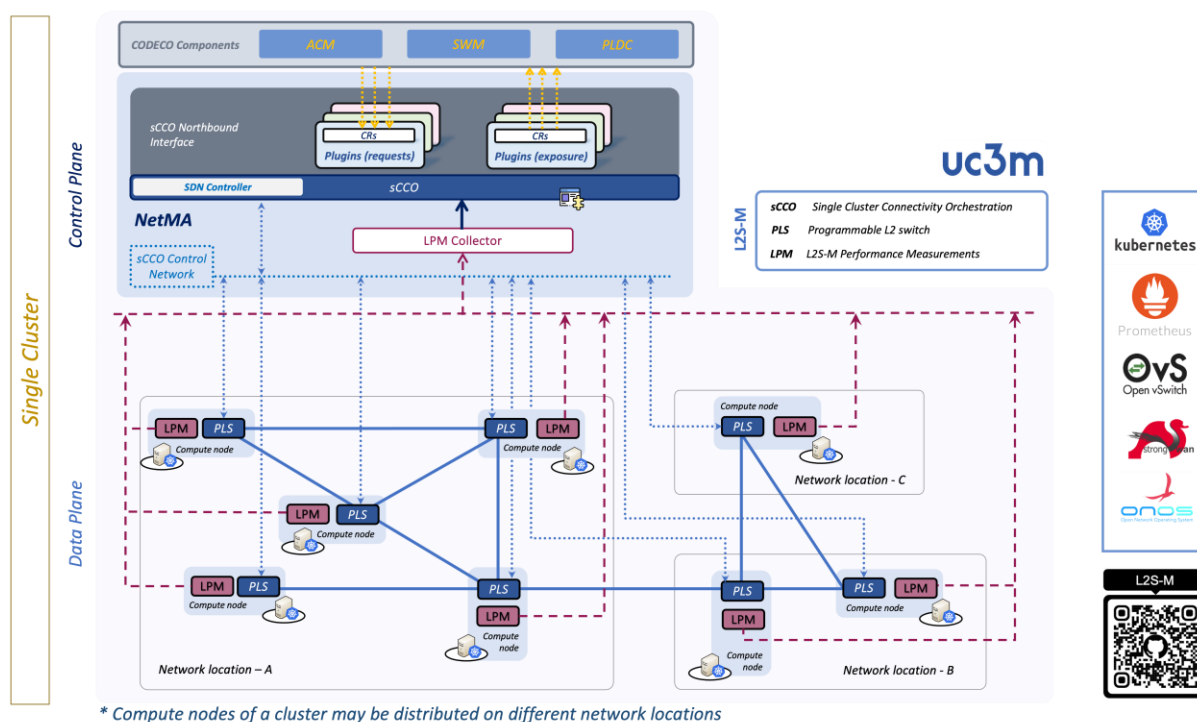 CODECO Components
ACM
SWM
PLDC
sCCO Northbound
Interface
CRs
Plugins (requests)
CRs
Plugins (exposure)
SDN Controller
sCCO
NetMA
LPM Collector
sCCO Control
Network
Control Plane
Single Cluster
Data Plane
uc3m
L2S-M
sCCO Single Cluster Connectivity Orchestration
PLS Programmable L2 switch
LPM L2S-M Performance Measurements
kubernetes
Prometheus
OvS
Open vSwitch
strongSwan
onos
Open Network Operating System
L2S-M
LPM
PLS
Compute node
PLS
LPM
Compute node
LPM
PLS
Compute node
LPM
PLS
Compute node
PLS
LPM
Compute
node
Network location – A
Compute node
PLS
LPM
Network location - C
PLS
LPM
Compute
node
PLS
LPM
Compute node
Network location - B
* Compute nodes of a cluster may be distributed on different network locations